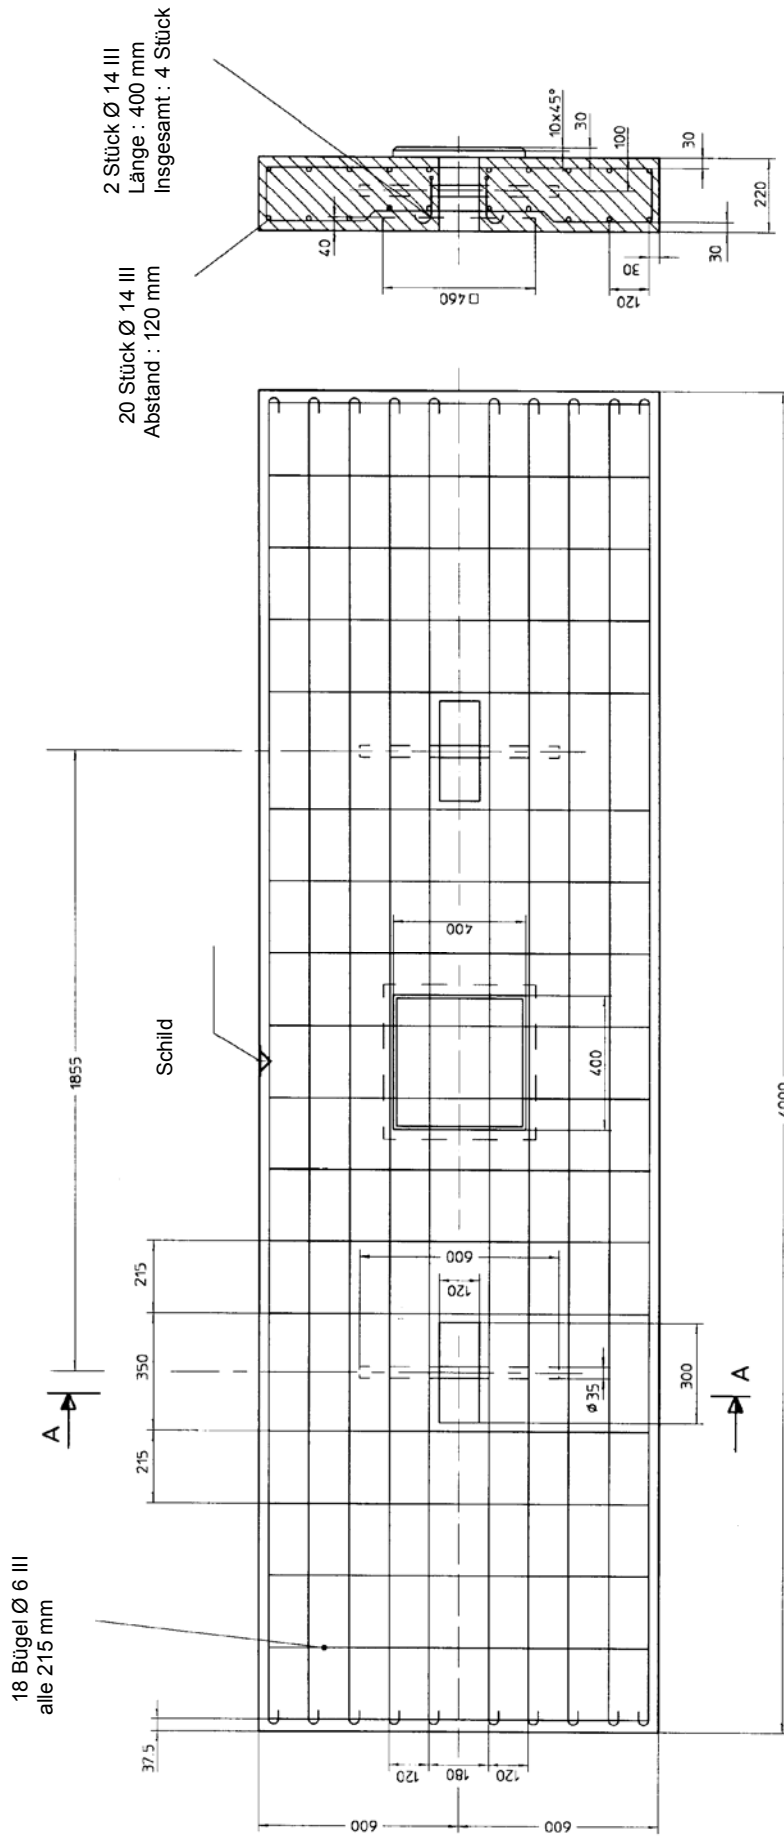 2 Stück Ø 14 III
Länge : 400 mm
Insgesamt : 4 Stück
20 Stück Ø 14 III
Abstand : 120 mm
10x45°
30
100
30
220
40
□ 460
30
120
30
1855
Schild
400
400
215
350
215
600
120
Ø 35
300
A
A
18 Bügel Ø 6 III
alle 215 mm
37.5
120
180
120
600
600
4000